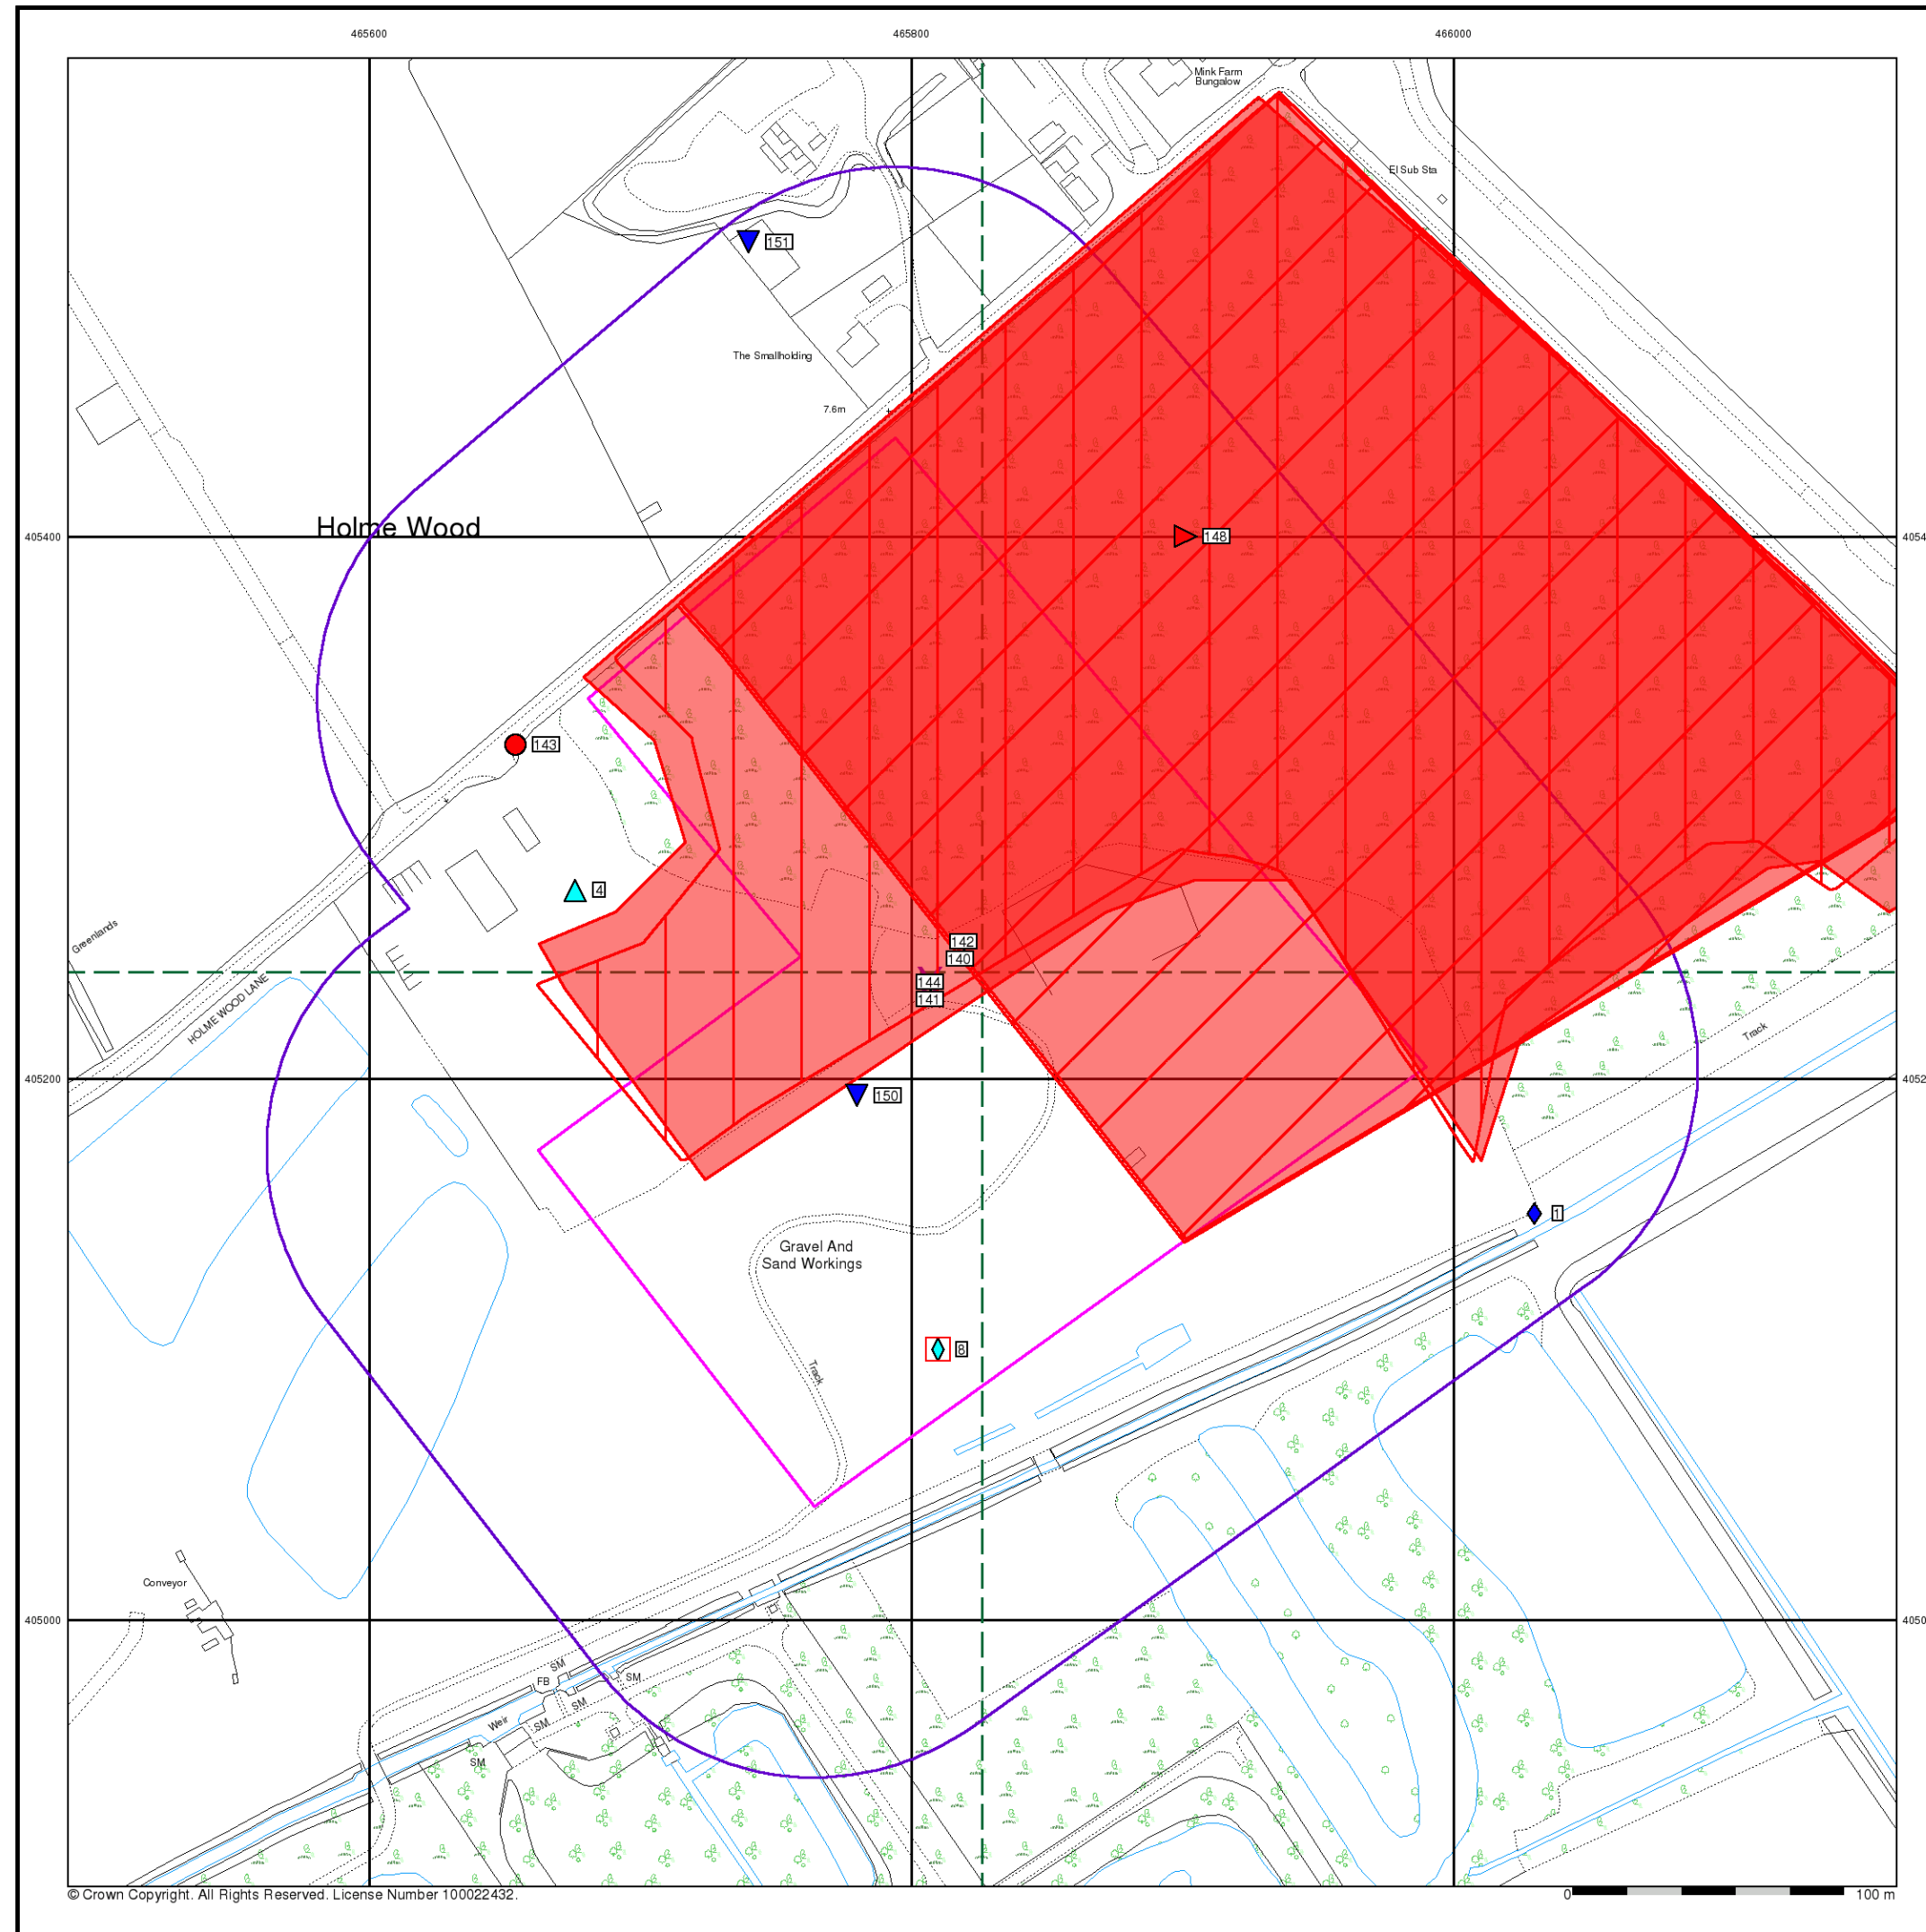 465600
465800
466000
Mink Farm
Bungalow
El Sub Sta
151
The Smallholding
7.6m
Holme Wood
405400
4054
148
143
4
Greenlands
142
140
144
141
HOLME WOOD LANE
Track
405200
4052
150
1
Gravel And
Sand Workings
8
Track
Conveyor
405000
4050
SM
FB
SM
SM
Weir
SM
SM
© Crown Copyright. All Rights Reserved. License Number 100022432.
0
100 m